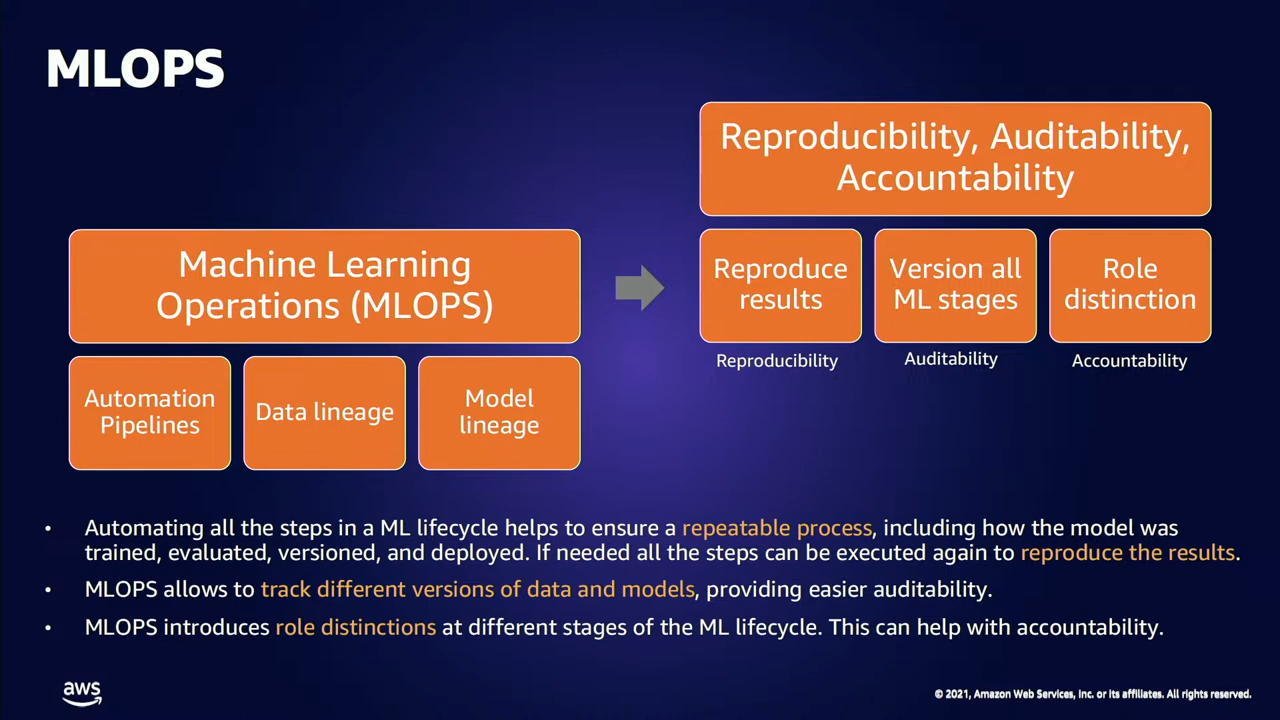 MLOPS
Machine Learning
Operations (MLOPS)
Automation
Pipelines
Data lineage
Model
lineage
Reproducibility, Auditability,
Accountability
Reproduce
results
Version all
ML stages
Role
distinction
Reproducibility
Auditability
Accountability
• Automating all the steps in a ML lifecycle helps to ensure a repeatable process, including how the model was
trained, evaluated, versioned, and deployed. If needed all the steps can be executed again to reproduce the results.
• MLOPS allows to track different versions of data and models, providing easier auditability.
• MLOPS introduces role distinctions at different stages of the ML lifecycle. This can help with accountability.
aws
© 2021, Amazon Web Services, Inc. or its affiliates. All rights reserved.